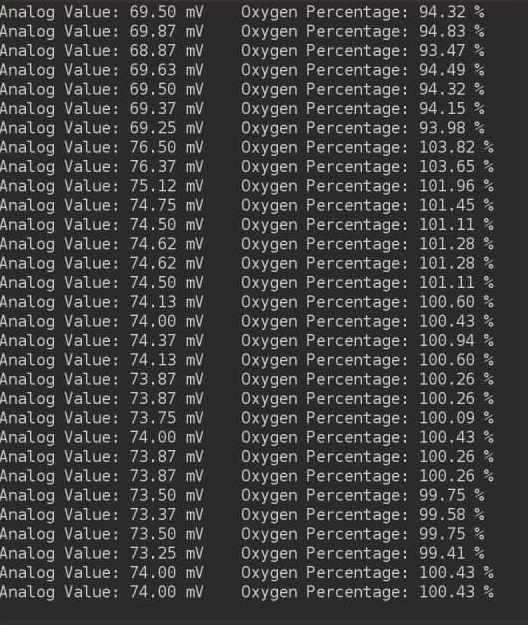 Analog Value: 69.50 mV    Oxygen Percentage: 94.32 %
Analog Value: 69.87 mV    Oxygen Percentage: 94.83 %
Analog Value: 68.87 mV    Oxygen Percentage: 93.47 %
Analog Value: 69.63 mV    Oxygen Percentage: 94.49 %
Analog Value: 69.50 mV    Oxygen Percentage: 94.32 %
Analog Value: 69.37 mV    Oxygen Percentage: 94.15 %
Analog Value: 69.25 mV    Oxygen Percentage: 93.98 %
Analog Value: 76.50 mV    Oxygen Percentage: 103.82 %
Analog Value: 76.37 mV    Oxygen Percentage: 103.65 %
Analog Value: 75.12 mV    Oxygen Percentage: 101.96 %
Analog Value: 74.75 mV    Oxygen Percentage: 101.45 %
Analog Value: 74.50 mV    Oxygen Percentage: 101.11 %
Analog Value: 74.62 mV    Oxygen Percentage: 101.28 %
Analog Value: 74.62 mV    Oxygen Percentage: 101.28 %
Analog Value: 74.50 mV    Oxygen Percentage: 101.11 %
Analog Value: 74.13 mV    Oxygen Percentage: 100.60 %
Analog Value: 74.00 mV    Oxygen Percentage: 100.43 %
Analog Value: 74.37 mV    Oxygen Percentage: 100.94 %
Analog Value: 74.13 mV    Oxygen Percentage: 100.60 %
Analog Value: 73.87 mV    Oxygen Percentage: 100.26 %
Analog Value: 73.87 mV    Oxygen Percentage: 100.26 %
Analog Value: 73.75 mV    Oxygen Percentage: 100.09 %
Analog Value: 74.00 mV    Oxygen Percentage: 100.43 %
Analog Value: 73.87 mV    Oxygen Percentage: 100.26 %
Analog Value: 73.87 mV    Oxygen Percentage: 100.26 %
Analog Value: 73.50 mV    Oxygen Percentage: 99.75 %
Analog Value: 73.37 mV    Oxygen Percentage: 99.58 %
Analog Value: 73.50 mV    Oxygen Percentage: 99.75 %
Analog Value: 73.25 mV    Oxygen Percentage: 99.41 %
Analog Value: 74.00 mV    Oxygen Percentage: 100.43 %
Analog Value: 74.00 mV    Oxygen Percentage: 100.43 %